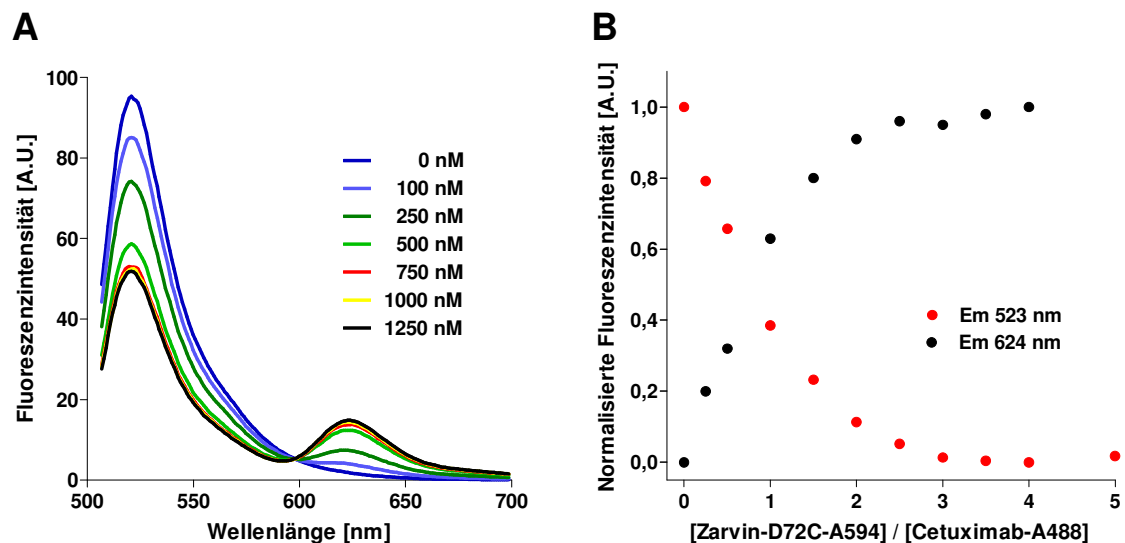 A
Fluoreszenzintensität [A.U.]
100
80
60
40
20
0
500
550
600
650
700
Wellenlänge [nm]
0 nM
100 nM
250 nM
500 nM
750 nM
1000 nM
1250 nM
B
Normalisierte Fluoreszenzintensität [A.U.]
1,0
0,8
0,6
0,4
0,2
0,0
0
1
2
3
4
5
[Zarvin-D72C-A594] / [Cetuximab-A488]
Em 523 nm
Em 624 nm